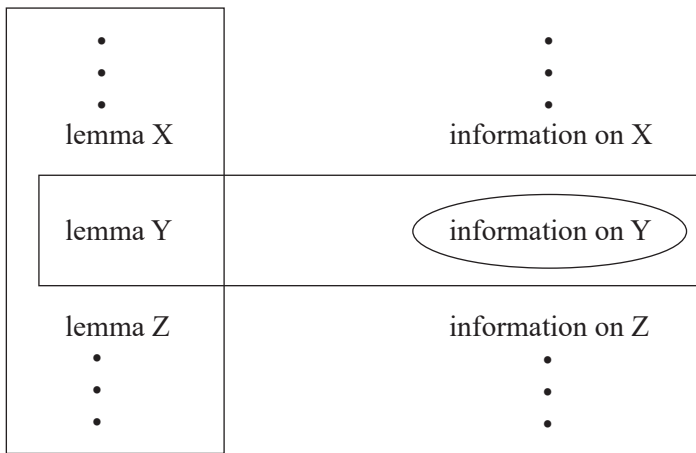 lemma X information on X
lemma Y information on Y
lemma Z information on Z